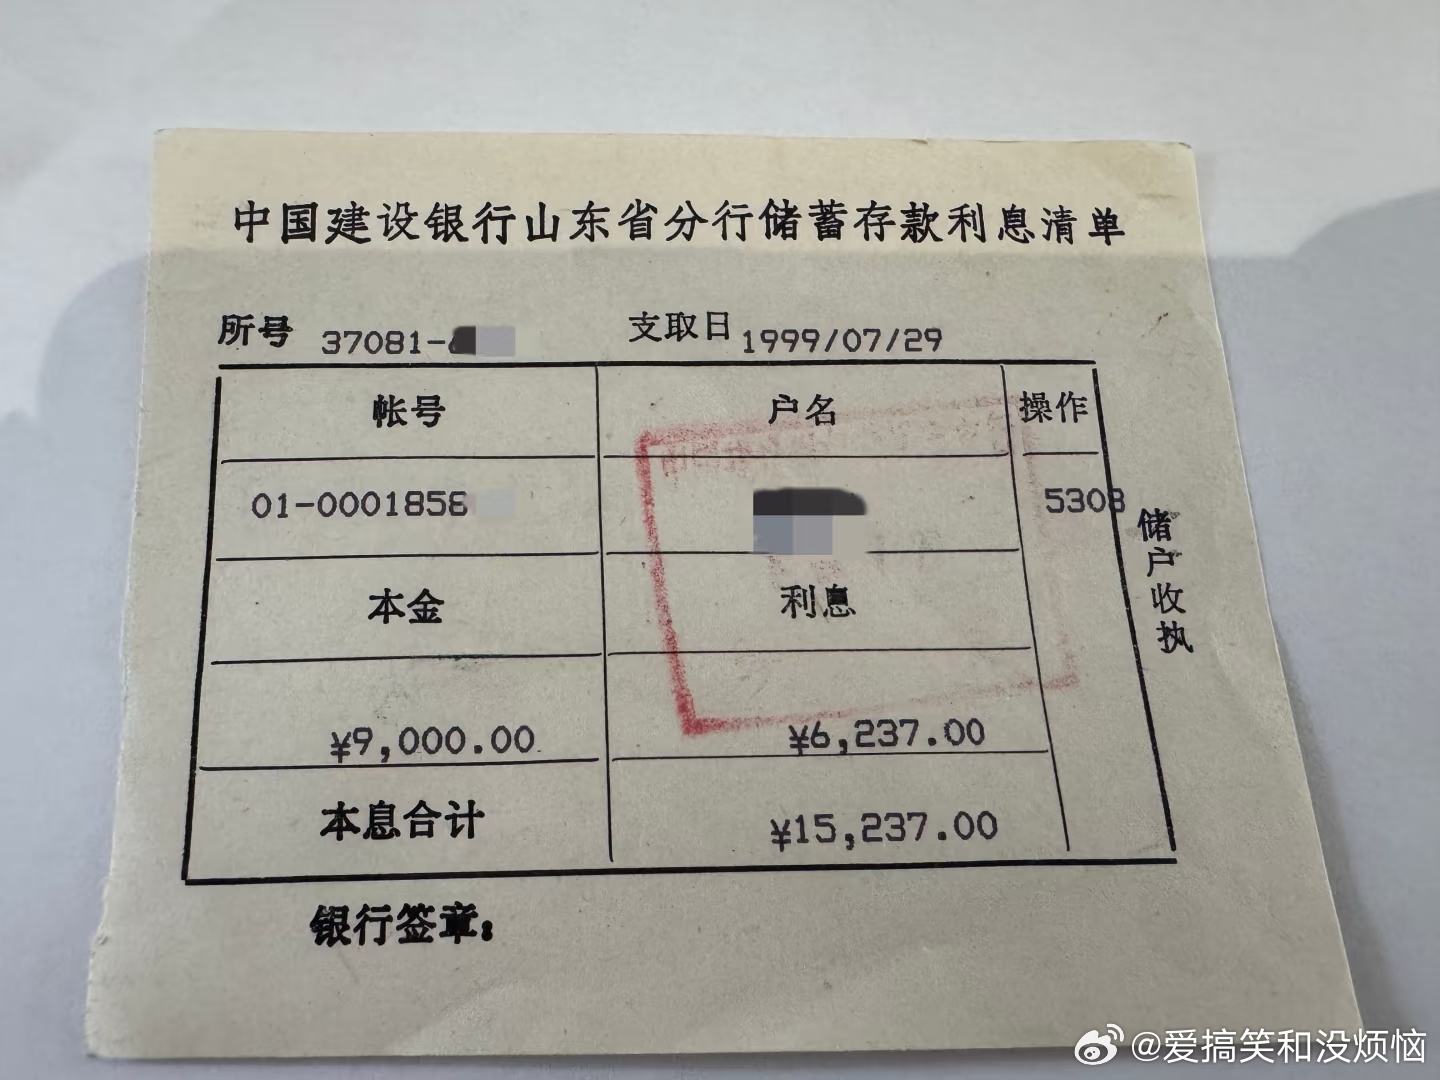 中国建设银行山东省分行储蓄存款利息清单
所号 37081- 支取日 1999/07/29
帐号 户名 操作
01-0001858 5308
本金 利息
¥9,000.00 ¥6,237.00
本息合计 ¥15,237.00
储户收执
银行签章:
@爱搞笑和没烦恼